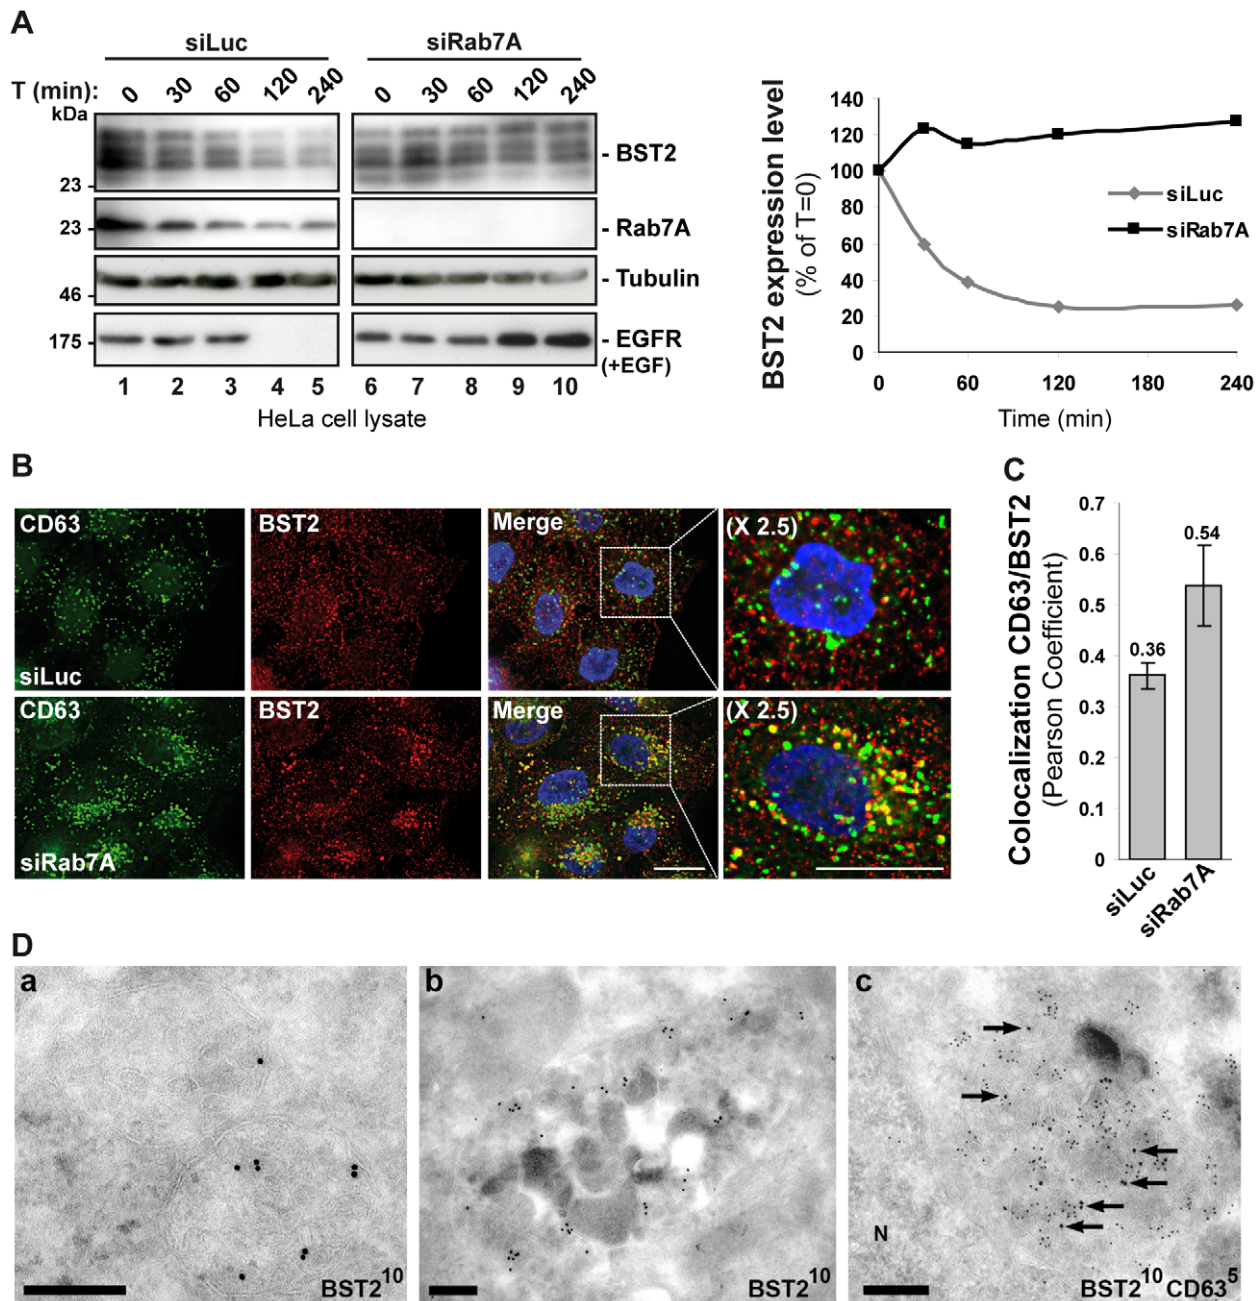 A
siLuc
siRab7A
T (min):
0 30 60 120 240
0 30 60 120 240
kDa
23
- BST2
23
- Rab7A
46
- Tubulin
175
- EGFR
(+EGF)
1 2 3 4 5 6 7 8 9 10
HeLa cell lysate
BST2 expression level
(% of T=0)
140
120
100
80
60
40
20
0
siLuc
siRab7A
0 60 120 180 240
Time (min)
B
CD63
siLuc
BST2
Merge
(X 2.5)
CD63
siRab7A
BST2
Merge
(X 2.5)
C
Colocalization CD63/BST2
(Pearson Coefficient)
0.7
0.6
0.5
0.4
0.3
0.2
0.1
0
0.36
0.54
siLuc
siRab7A
D
a
BST2¹⁰
b
BST2¹⁰
c
N
BST2¹⁰ CD63⁵